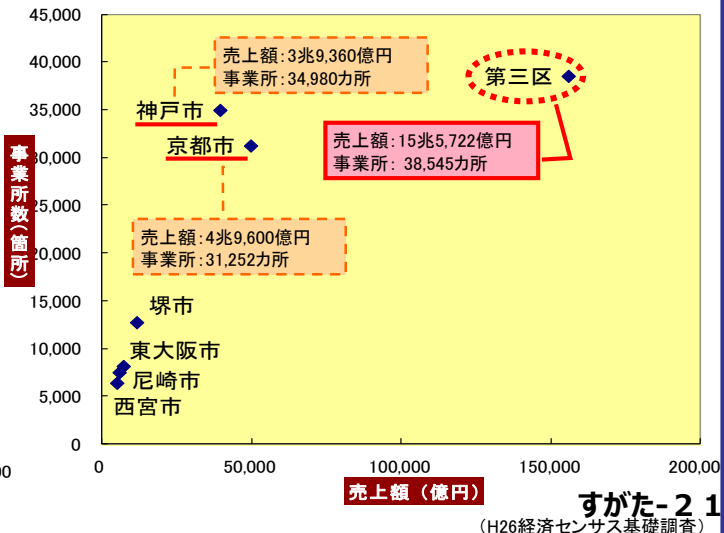 45,000
40,000
35,000
30,000
25,000
20,000
15,000
10,000
5,000
0
事業所数(箇所)
売上額:3兆9,360億円
事業所:34,980カ所
第三区
神戸市
京都市
売上額:15兆5,722億円
事業所: 38,545カ所
売上額:4兆9,600億円
事業所:31,252カ所
堺市
東大阪市
尼崎市
西宮市
00
0
50,000
100,000
150,000
200,00
売上額(億円)
すがた-21
(H26経済センサス基礎調査)